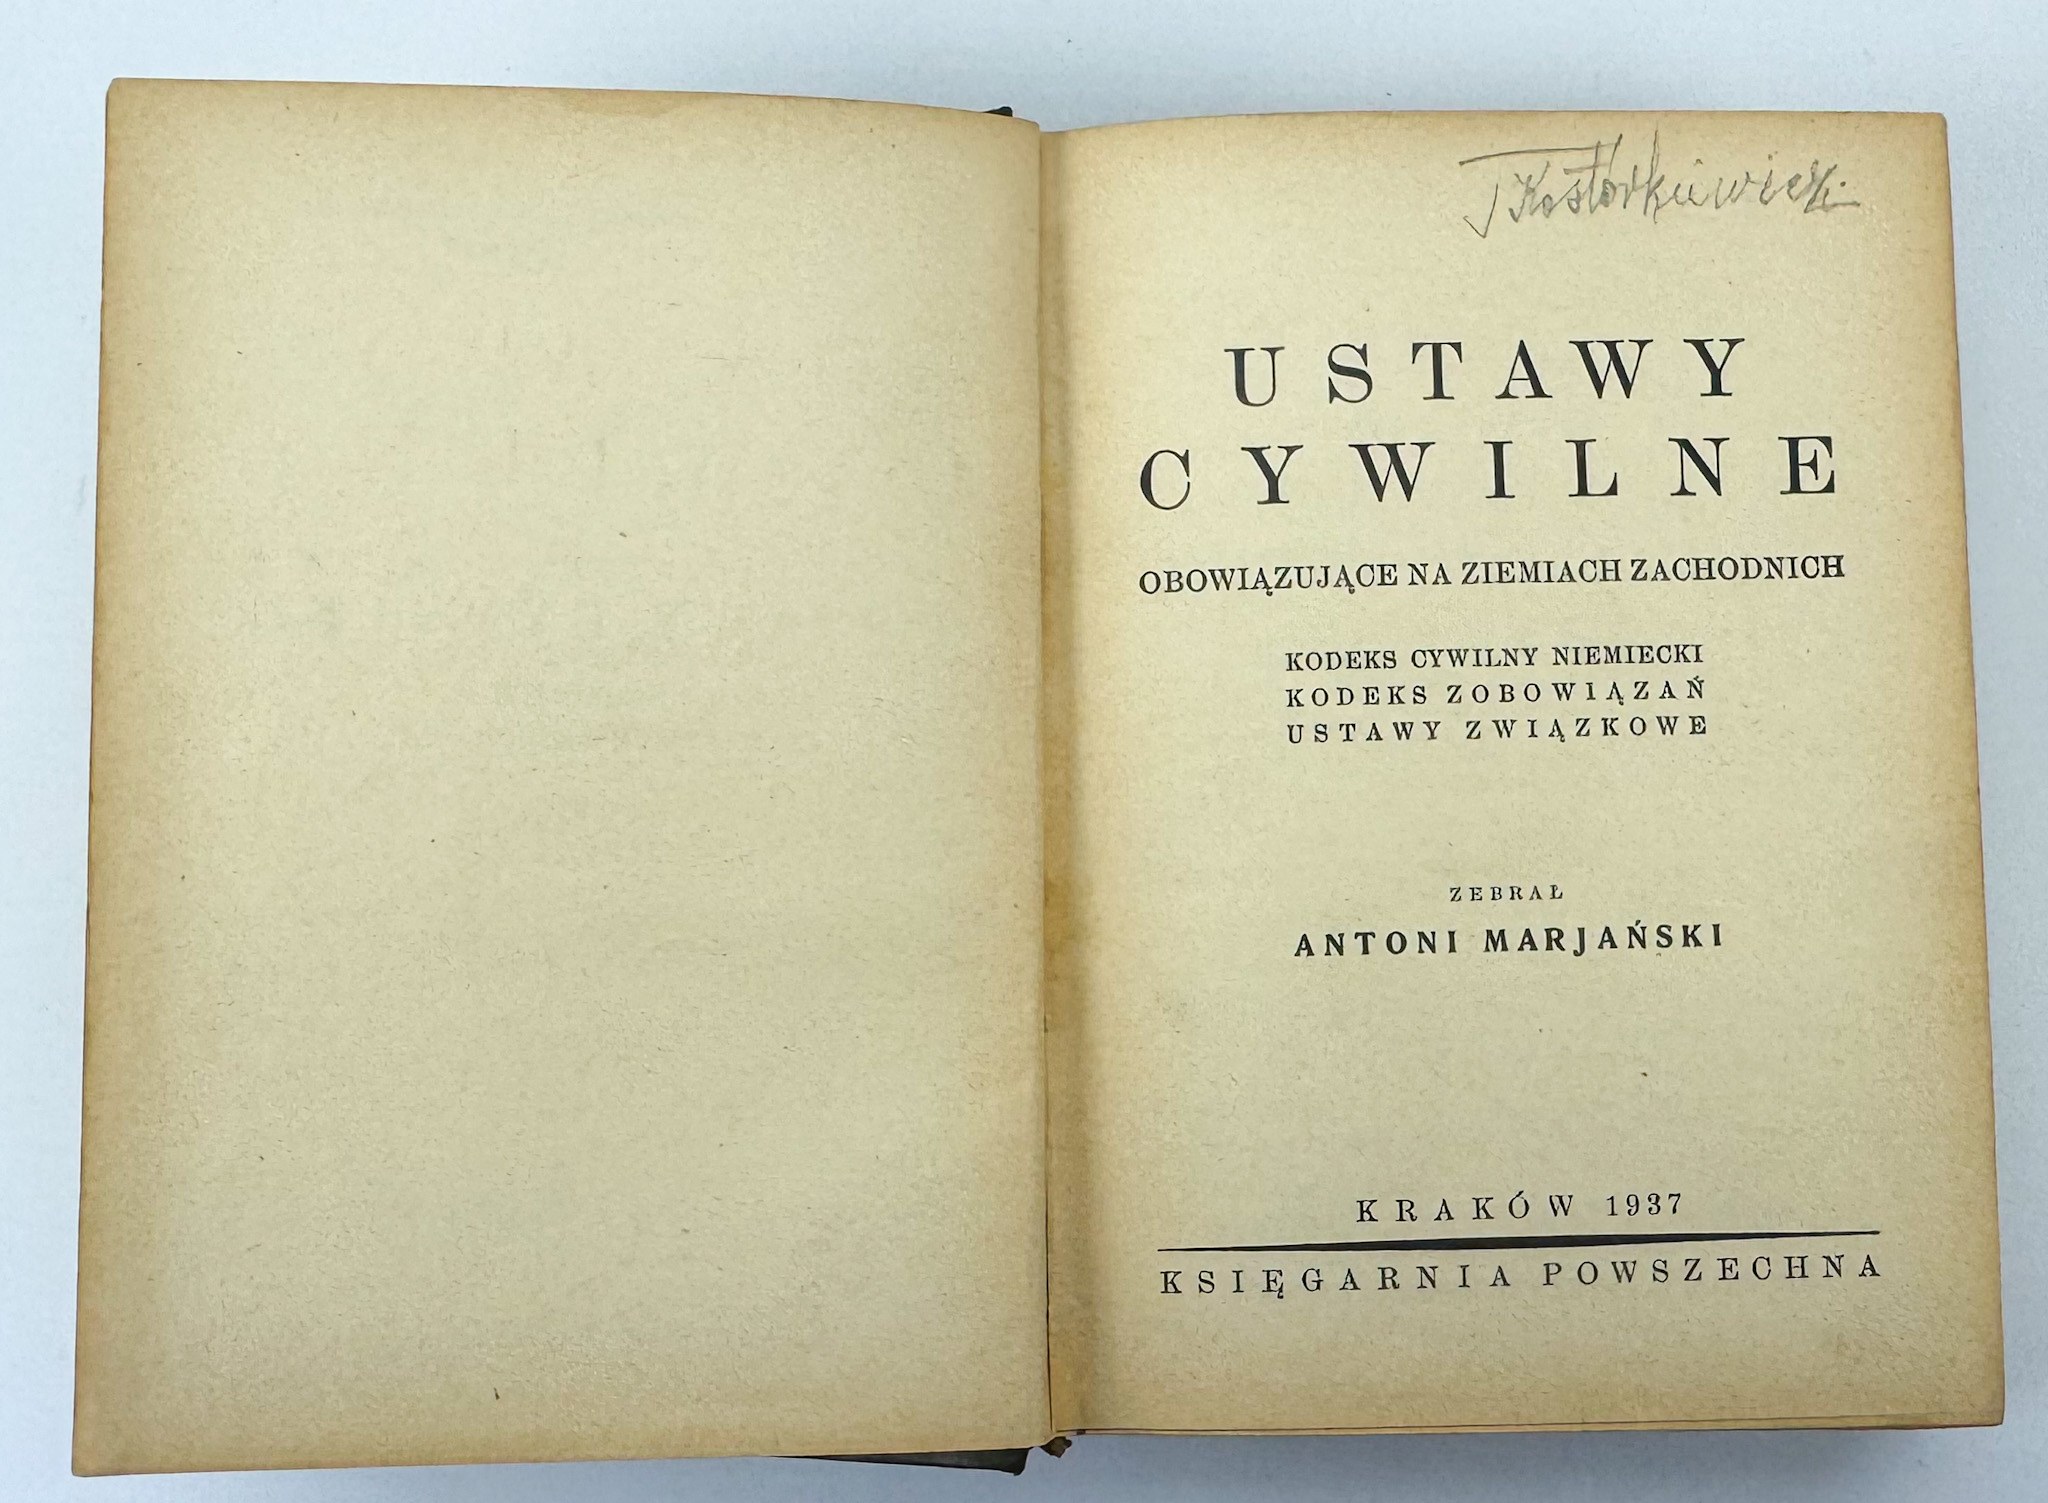 USTAWY
CYWILNE
OBOWIĄZUJĄCE NA ZIEMIACH ZACHODNICH
KODEKS CYWILNY NIEMIECKI
KODEKS ZOBOWIĄZAŃ
USTAWY ZWIĄZKOWE
ZEBRAŁ
ANTONI MARJAŃSKI
KRAKÓW 1937
KSIĘGARNIA POWSZECHNA